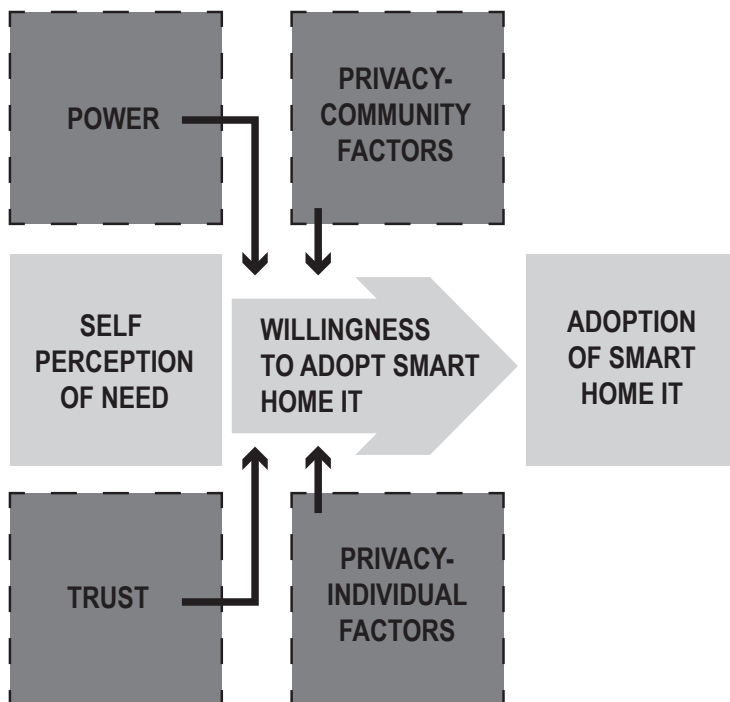 POWER
PRIVACY-
COMMUNITY
FACTORS
SELF
PERCEPTION
OF NEED
WILLINGNESS
TO ADOPT SMART
HOME IT
ADOPTION
OF SMART
HOME IT
TRUST
PRIVACY-
INDIVIDUAL
FACTORS